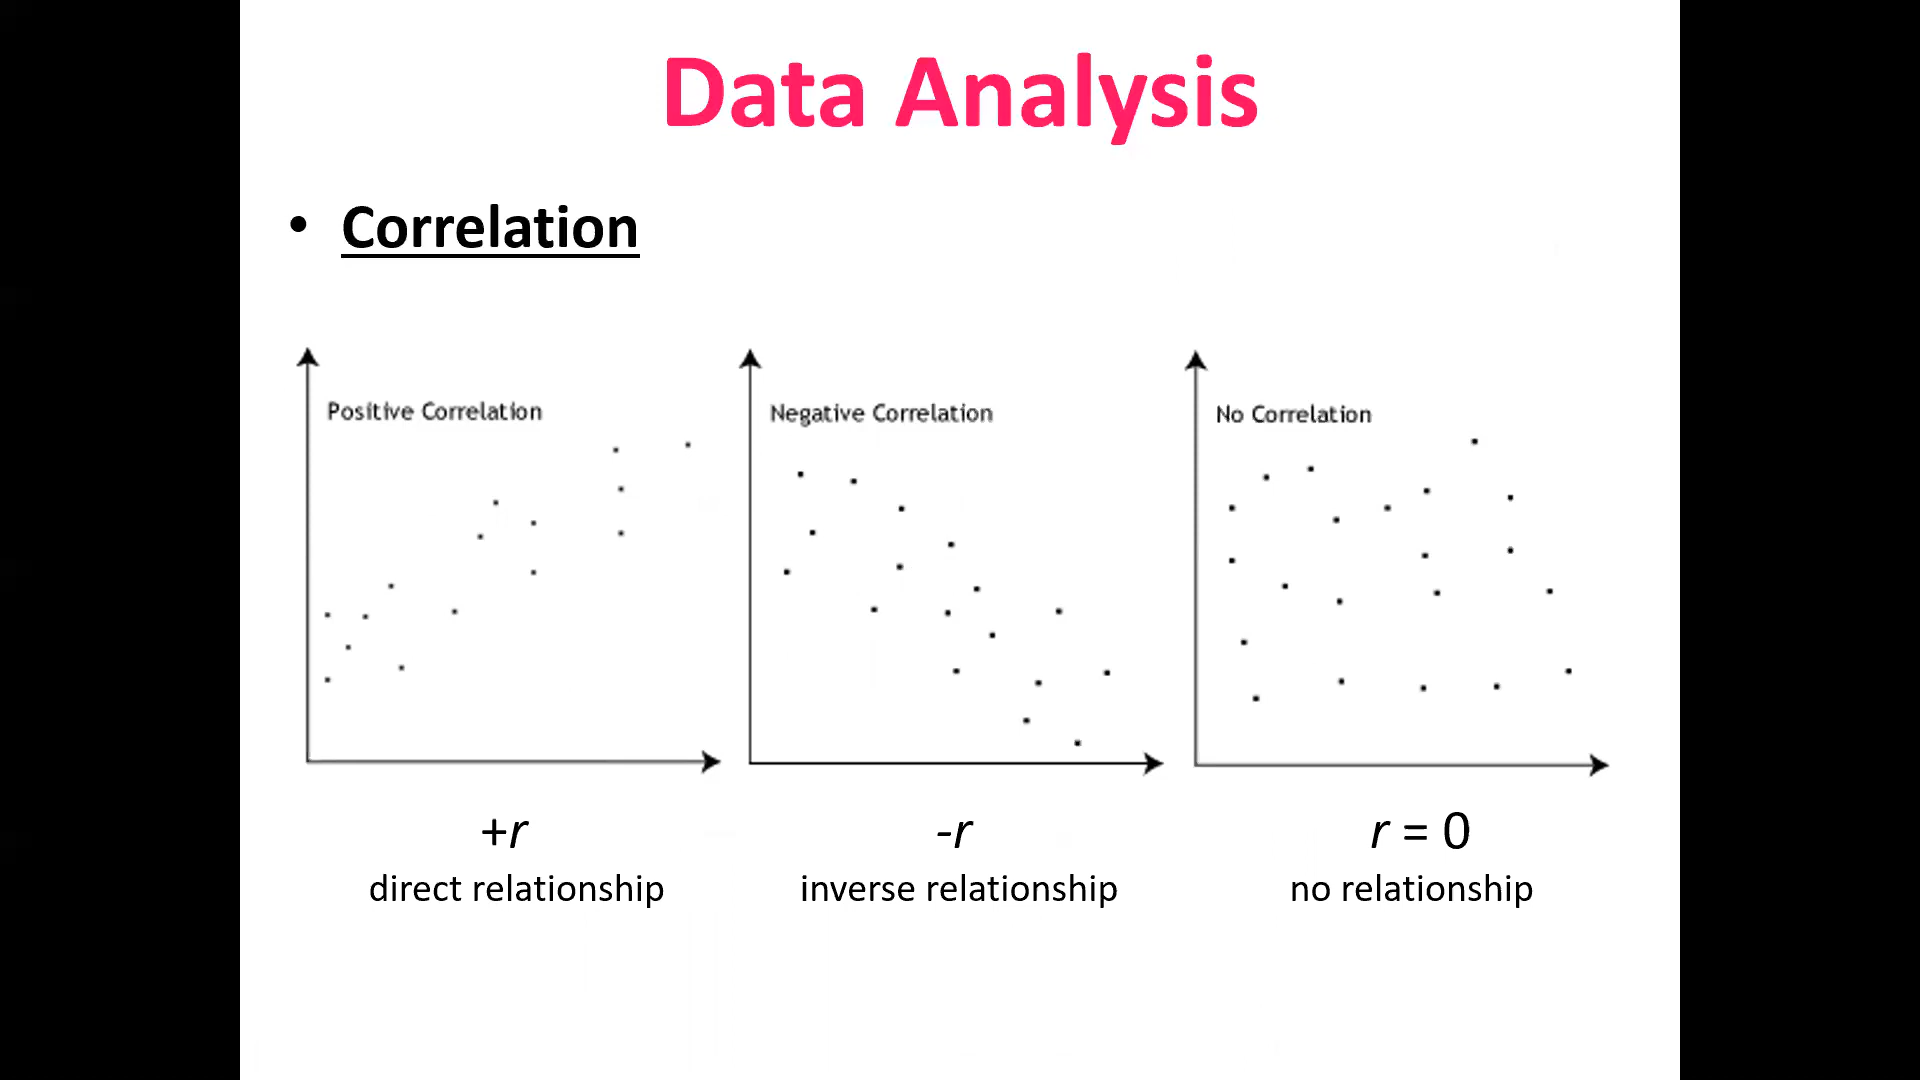 Data Analysis
• Correlation
Positive Correlation
Negative Correlation
No Correlation
+r
direct relationship
-r
inverse relationship
r = 0
no relationship